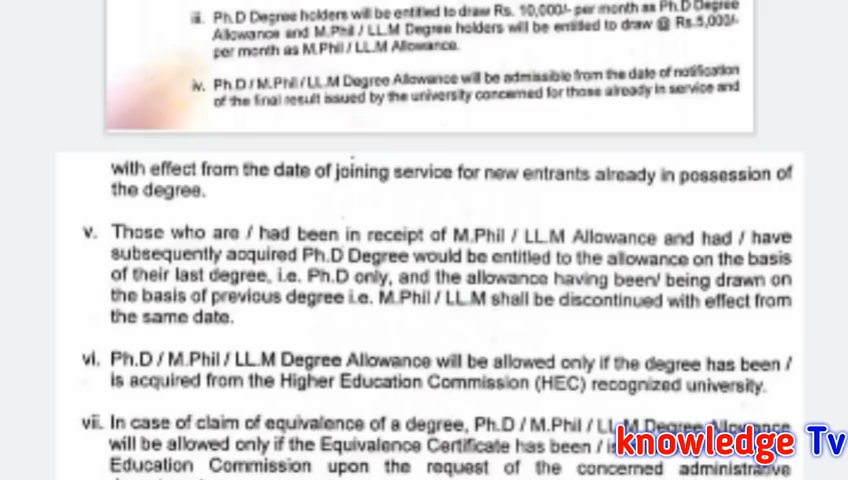 iii. Ph.D Degree holders will be entitled to draw Rs. 10,000/- per month as Ph.D Degree
Allowance and M.Phil / LL.M Degree holders will be entitled to draw @ Rs.5,000/-
per month as M.Phil / LL.M Allowance.
iv. Ph.D / M.Phil / LL.M Degree Allowance will be admissible from the date of notification
of the final result issued by the university concerned for those already in service and
with effect from the date of joining service for new entrants already in possession of
the degree.
v. Those who are / had been in receipt of M.Phil / LL.M Allowance and had / have
subsequently acquired Ph.D Degree would be entitled to the allowance on the basis
of their last degree, i.e. Ph.D only, and the allowance having been/ being drawn on
the basis of previous degree i.e. M.Phil / LL.M shall be discontinued with effect from
the same date.
vi. Ph.D / M.Phil / LL.M Degree Allowance will be allowed only if the degree has been /
is acquired from the Higher Education Commission (HEC) recognized university.
vii. In case of claim of equivalence of a degree, Ph.D / M.Phil / LL.M Degree Allowance
will be allowed only if the Equivalence Certificate has been /
Education Commission upon the request of the concerned administrative
knowledge Tv